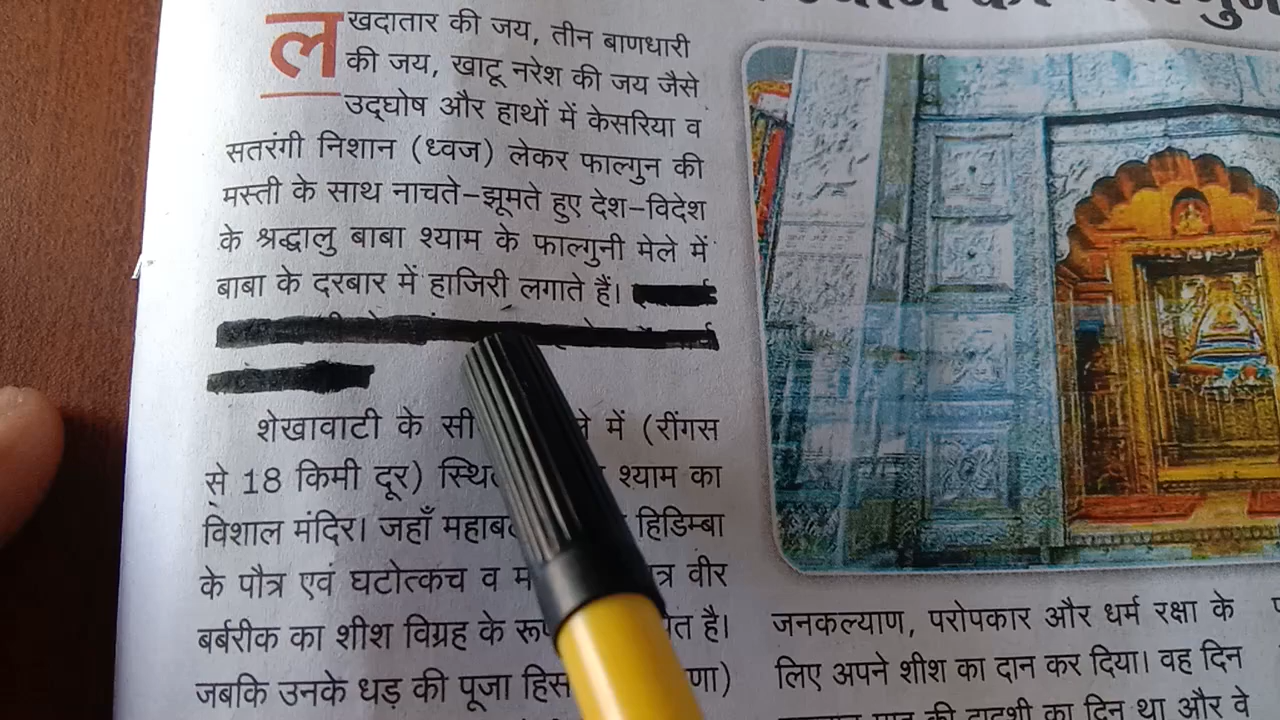 लखदातार की जय, तीन बाणधारी
की जय, खाटू नरेश की जय जैसे
उद्घोष और हाथों में केसरिया व
सतरंगी निशान (ध्वज) लेकर फाल्गुन की
मस्ती के साथ नाचते-झूमते हुए देश-विदेश
के श्रद्धालु बाबा श्याम के फाल्गुनी मेले में
बाबा के दरबार में हाजिरी लगाते हैं।
शेखावाटी के में (रींगस
से 18 किमी दूर) श्याम का
विशाल मंदिर। जहाँ हिडिम्बा
के पौत्र एवं घटोत्कच व वीर
बर्बरीक का शीश विग्रह के है।
जबकि उनके धड़ की पूजा
जनकल्याण, परोपकार और धर्म रक्षा के
लिए अपने शीश का दान कर दिया। वह दिन
की द्वादशी का दिन था और वे